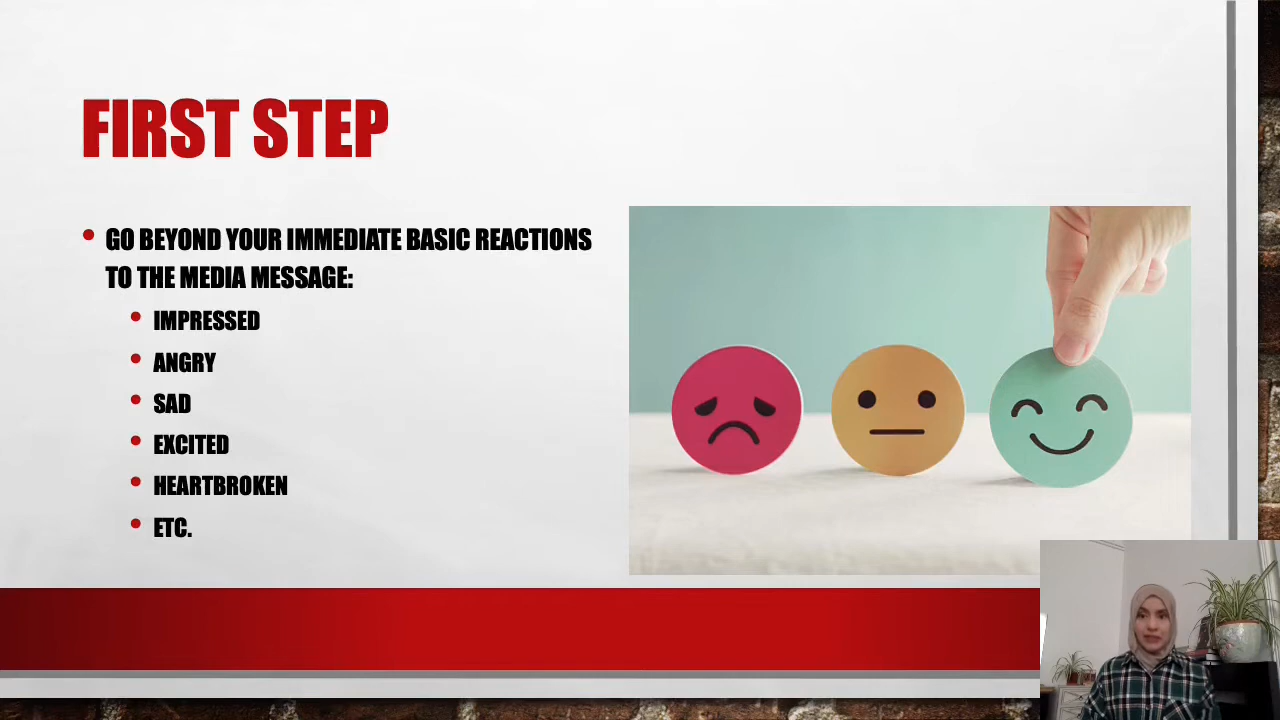 FIRST STEP
GO BEYOND YOUR IMMEDIATE BASIC REACTIONS
TO THE MEDIA MESSAGE:
IMPRESSED
ANGRY
SAD
EXCITED
HEARTBROKEN
ETC.